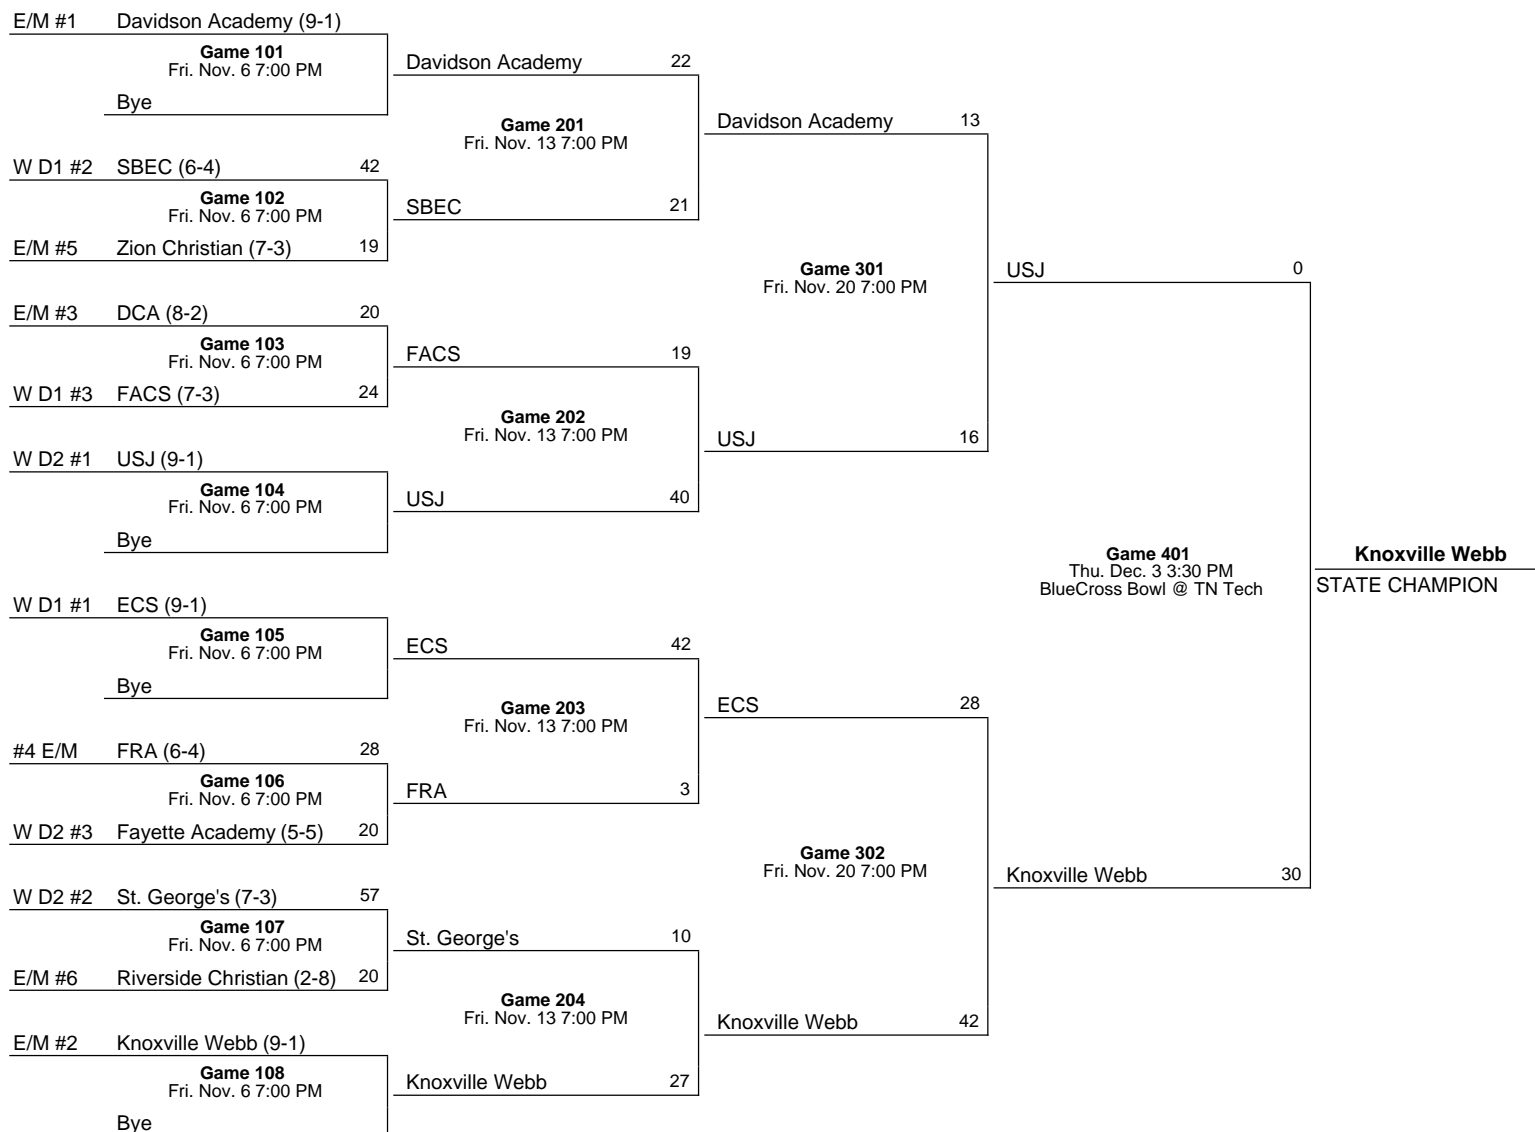 E/M #1 Davidson Academy (9-1)
Game 101
Fri. Nov. 6 7:00 PM
Bye
W D1 #2 SBEC (6-4) 42
Game 102
Fri. Nov. 6 7:00 PM
E/M #5 Zion Christian (7-3) 19
E/M #3 DCA (8-2) 20
Game 103
Fri. Nov. 6 7:00 PM
W D1 #3 FACS (7-3) 24
W D2 #1 USJ (9-1)
Game 104
Fri. Nov. 6 7:00 PM
Bye
W D1 #1 ECS (9-1)
Game 105
Fri. Nov. 6 7:00 PM
Bye
#4 E/M FRA (6-4) 28
Game 106
Fri. Nov. 6 7:00 PM
W D2 #3 Fayette Academy (5-5) 20
W D2 #2 St. George's (7-3) 57
Game 107
Fri. Nov. 6 7:00 PM
E/M #6 Riverside Christian (2-8) 20
E/M #2 Knoxville Webb (9-1)
Game 108
Fri. Nov. 6 7:00 PM
Bye
Davidson Academy 22
Game 201
Fri. Nov. 13 7:00 PM
SBEC 21
FACS 19
Game 202
Fri. Nov. 13 7:00 PM
USJ 40
ECS 42
Game 203
Fri. Nov. 13 7:00 PM
FRA 3
St. George's 10
Game 204
Fri. Nov. 13 7:00 PM
Knoxville Webb 27
Davidson Academy 13
Game 301
Fri. Nov. 20 7:00 PM
USJ 16
ECS 28
Game 302
Fri. Nov. 20 7:00 PM
Knoxville Webb 42
USJ 0
Game 401
Thu. Dec. 3 3:30 PM
BlueCross Bowl @ TN Tech
Knoxville Webb 30
Knoxville Webb
STATE CHAMPION